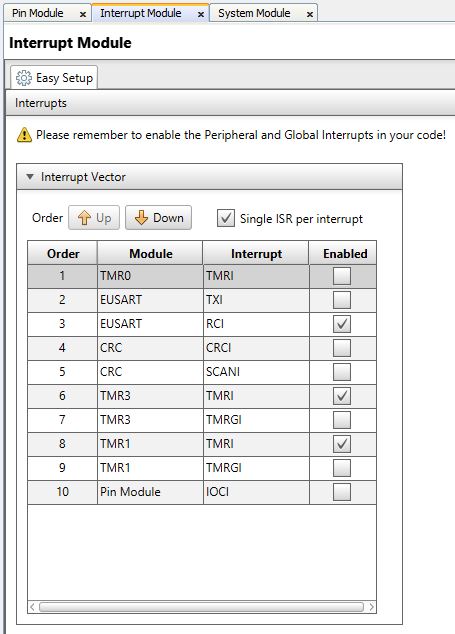 Pin Module x Interrupt Module x System Module x
Interrupt Module
Easy Setup
Interrupts
Please remember to enable the Peripheral and Global Interrupts in your code!
Interrupt Vector
Order Up Down Single ISR per interrupt
Order Module Interrupt Enabled
1 TMR0 TMRI
2 EUSART TXI
3 EUSART RCI
4 CRC CRCI
5 CRC SCANI
6 TMR3 TMRI
7 TMR3 TMRGI
8 TMR1 TMRI
9 TMR1 TMRGI
10 Pin Module IOCI